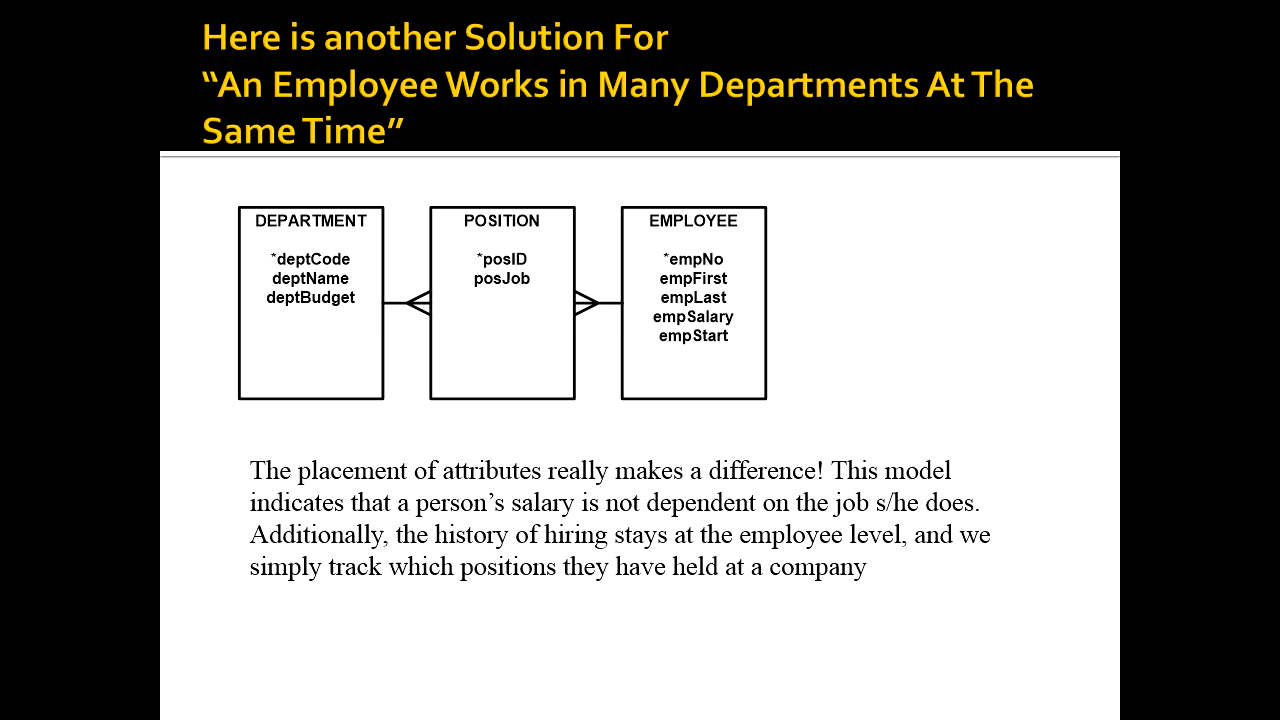 Here is another Solution For
“An Employee Works in Many Departments At The
Same Time”
DEPARTMENT
*deptCode
deptName
deptBudget
POSITION
*posID
posJob
EMPLOYEE
*empNo
empFirst
empLast
empSalary
empStart
The placement of attributes really makes a difference! This model
indicates that a person’s salary is not dependent on the job s/he does.
Additionally, the history of hiring stays at the employee level, and we
simply track which positions they have held at a company